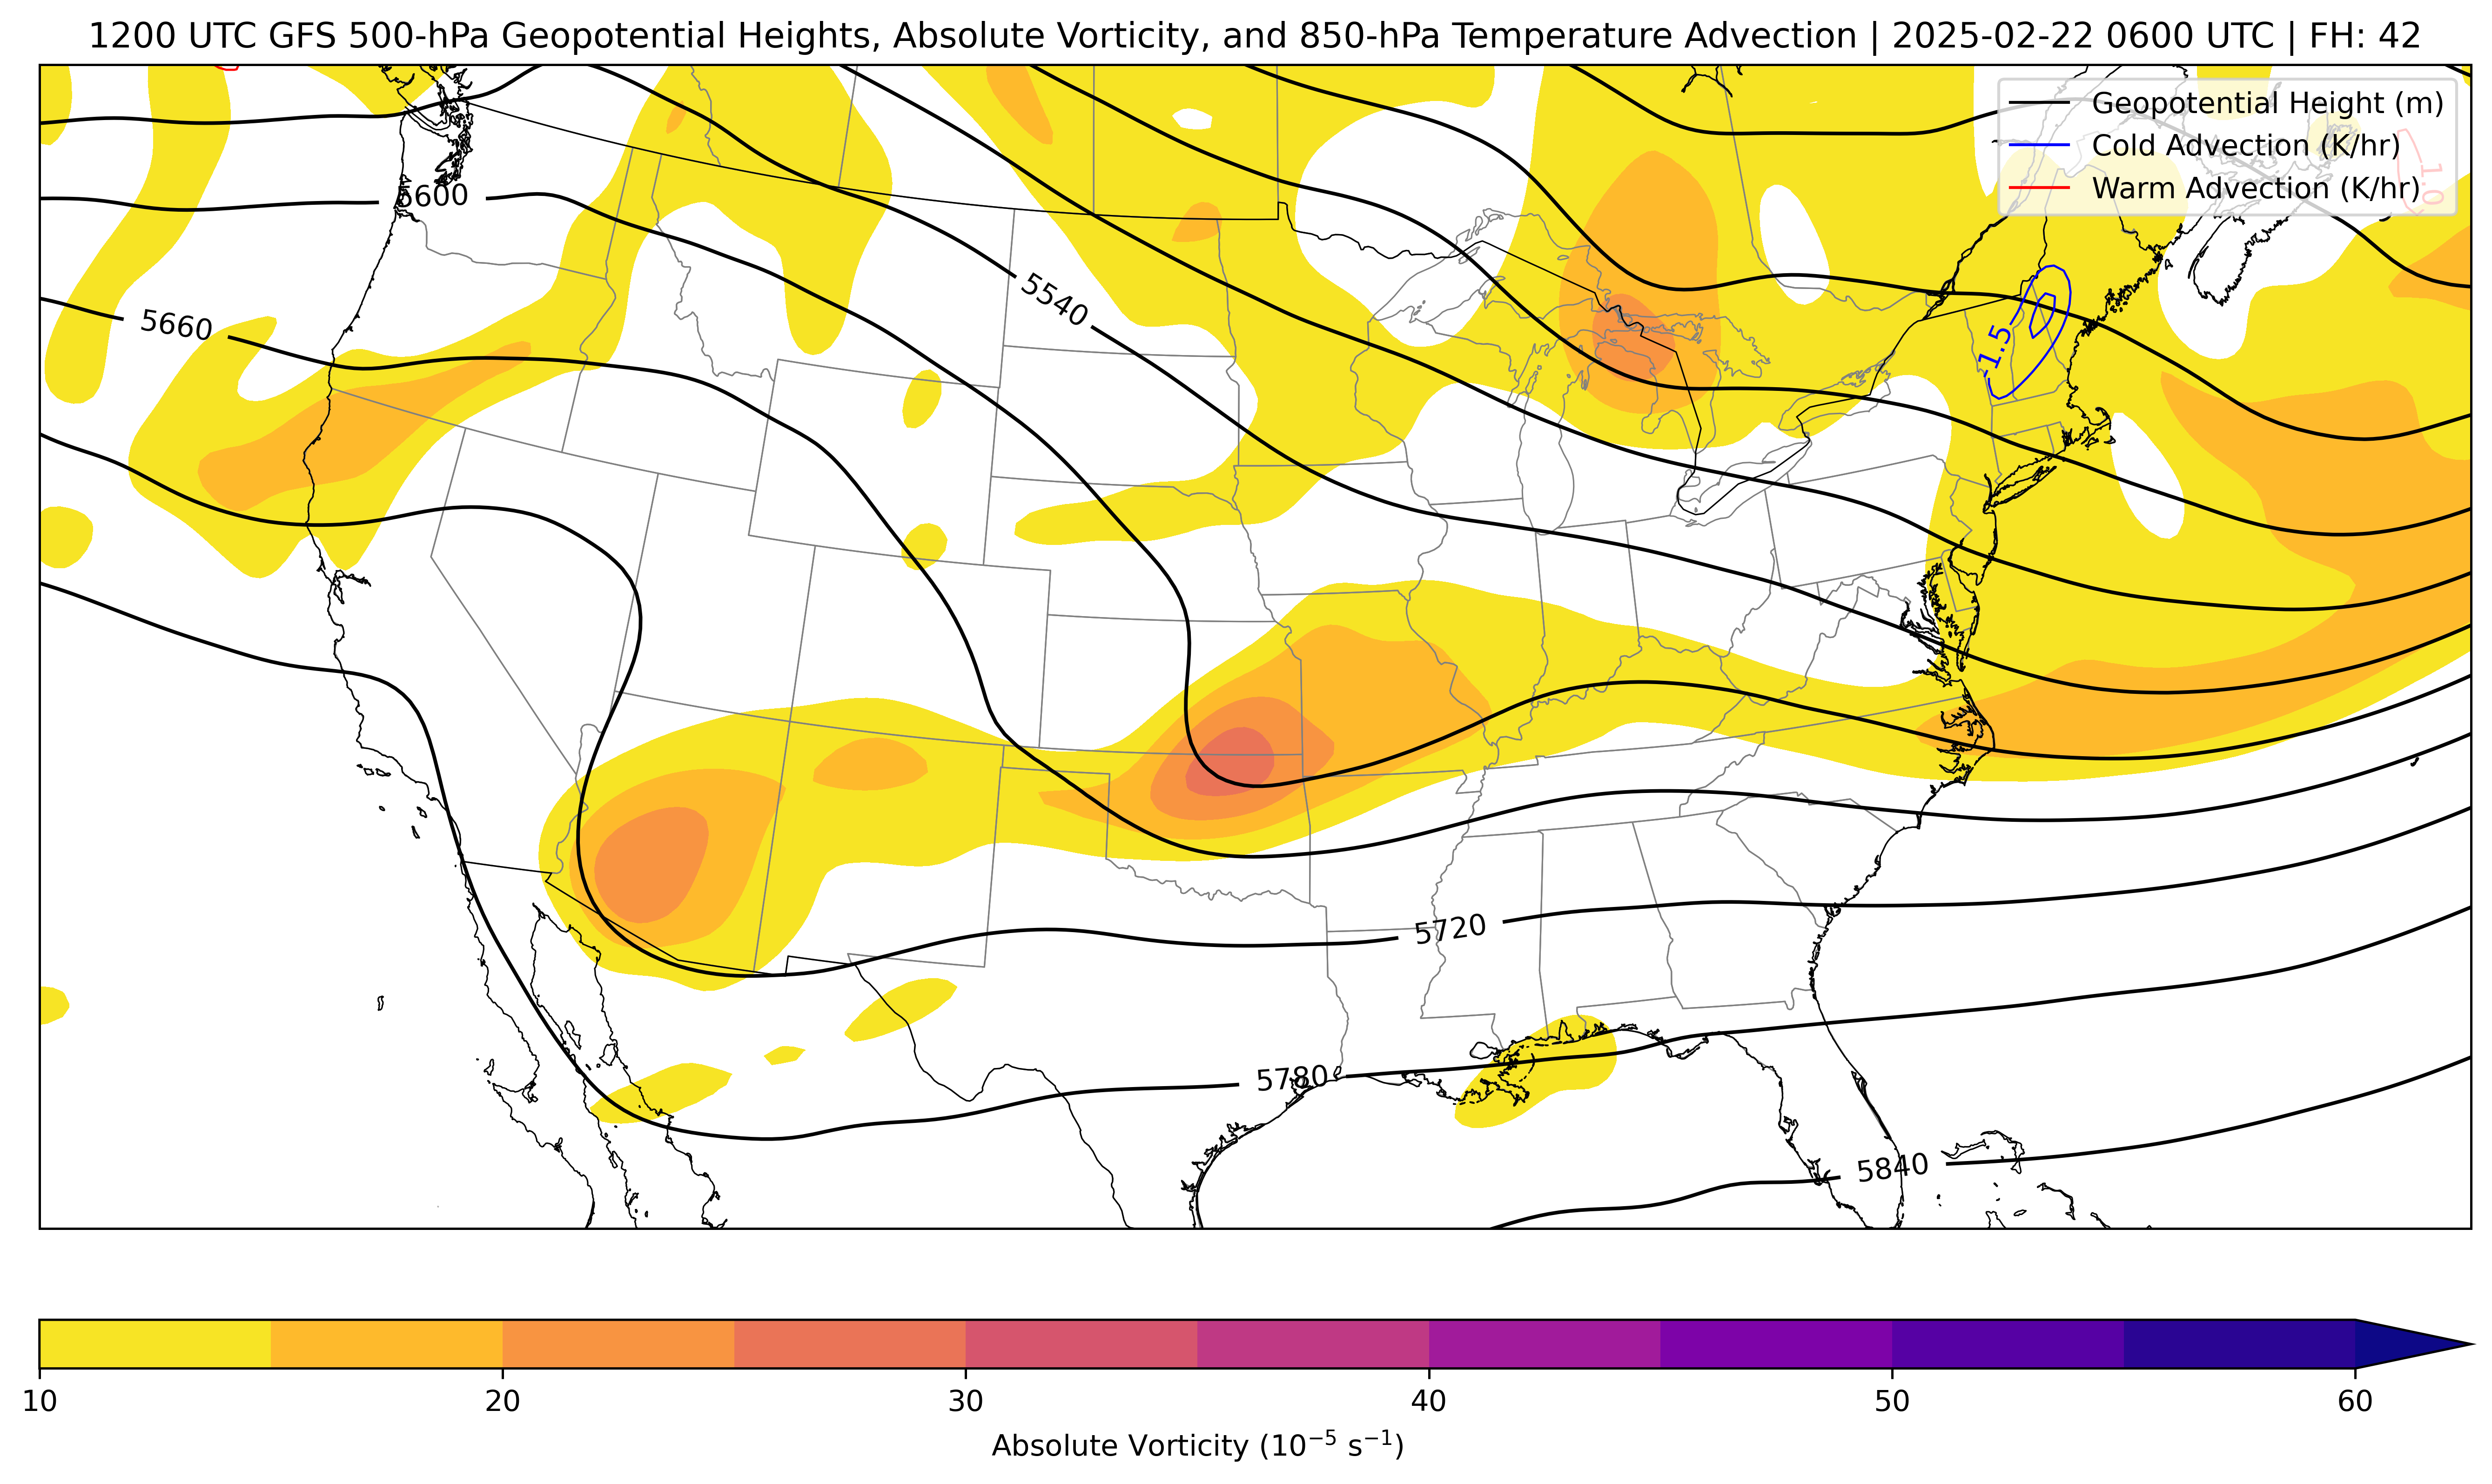 1200 UTC GFS 500-hPa Geopotential Heights, Absolute Vorticity, and 850-hPa Temperature Advection | 2025-02-22 0600 UTC | FH: 42
Geopotential Height (m)
Cold Advection (K/hr)
Warm Advection (K/hr)
1.0
5600
5540
5660
-1.5
5720
5780
5840
10 20 30 40 50 60
Absolute Vorticity (10⁻⁵ s⁻¹)